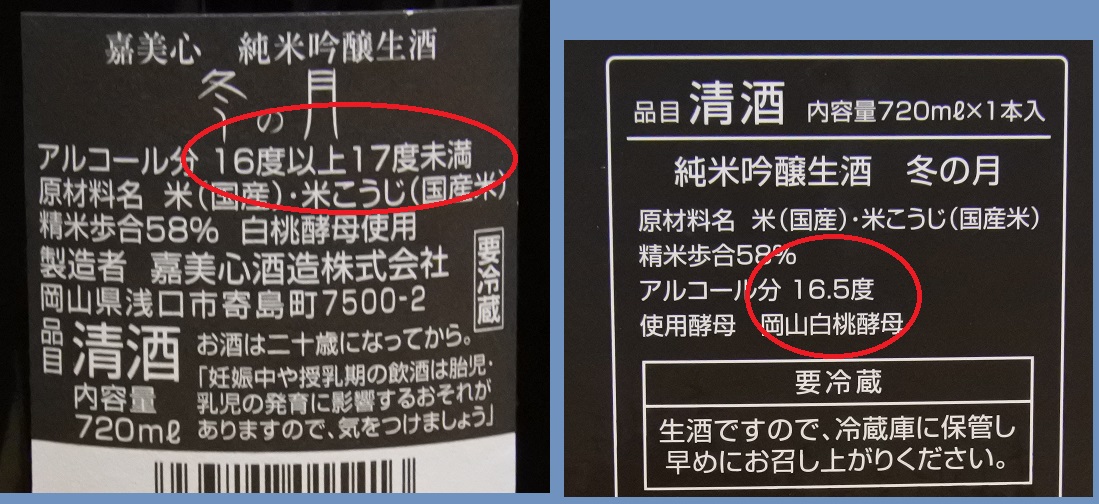 嘉美心 純米吟醸生酒
冬の月
アルコール分 16度以上17度未満
原材料名 米(国産)・米こうじ(国産米)
精米歩合58% 白桃酵母使用
製造者 嘉美心酒造株式会社
岡山県浅口市寄島町7500-2
要冷蔵
品目 清酒
内容量
720mℓ
お酒は二十歳になってから。
「妊娠中や授乳期の飲酒は胎児・
乳児の発育に影響するおそれが
ありますので、気をつけましょう」
品目 清酒 内容量720mℓ×1本入
純米吟醸生酒 冬の月
原材料名 米(国産)・米こうじ(国産米)
精米歩合58%
アルコール分 16.5度
使用酵母 岡山白桃酵母
要冷蔵
生酒ですので、冷蔵庫に保管し
早めにお召し上がりください。